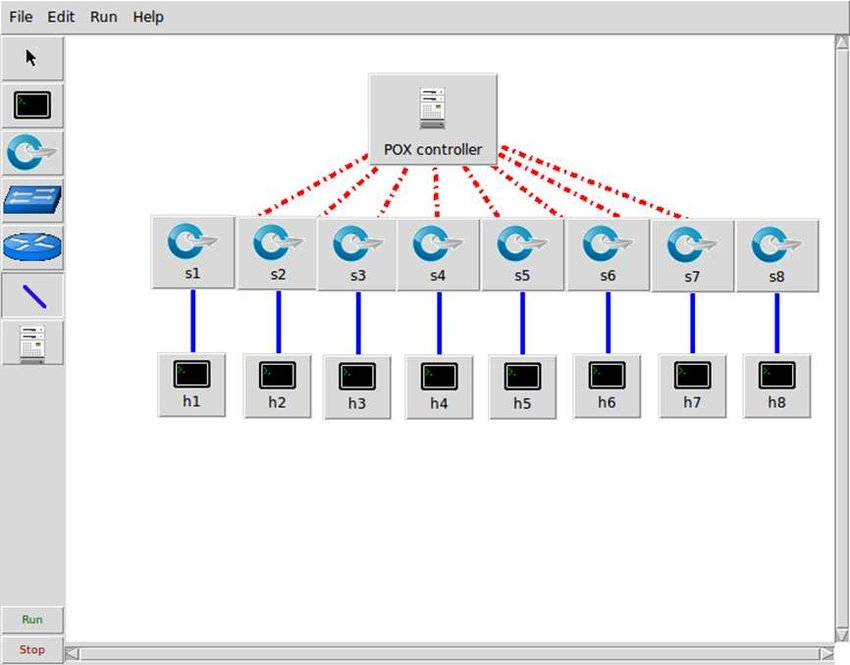 File Edit Run Help
POX controller
s1 s2 s3 s4 s5 s6 s7 s8
h1 h2 h3 h4 h5 h6 h7 h8
Run
Stop